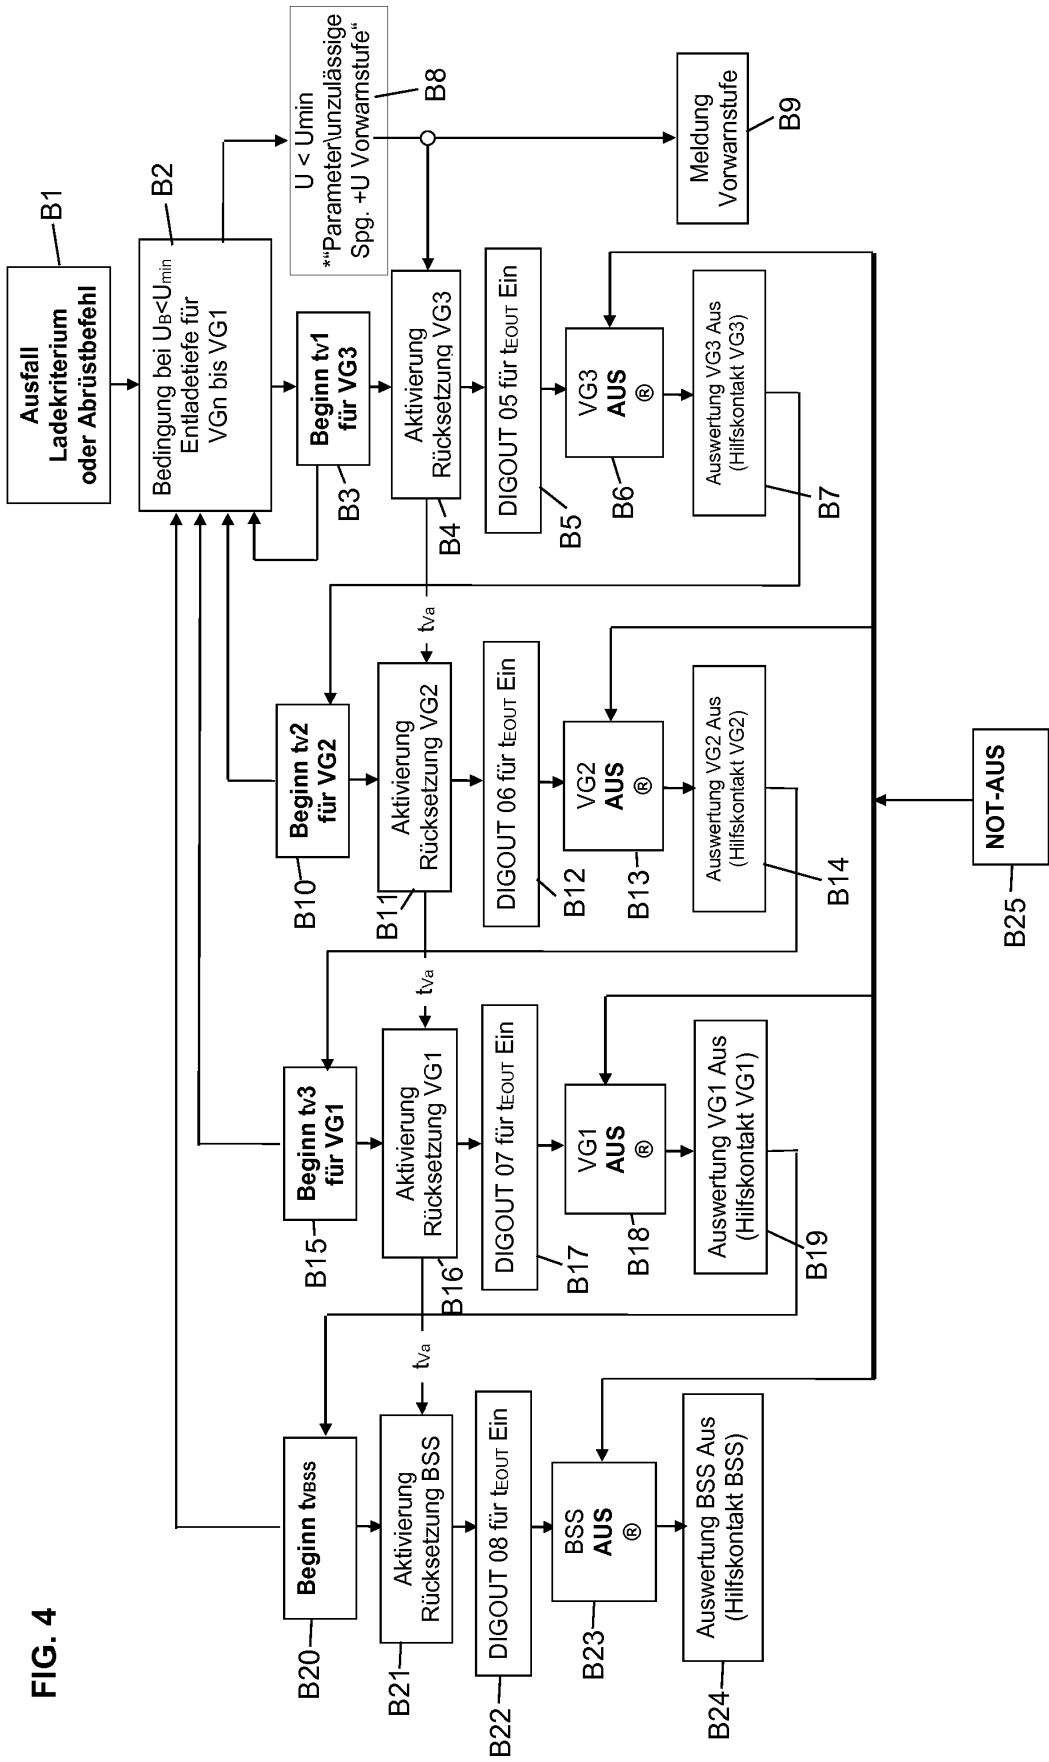 FIG. 4
Ausfall
Ladekriterium
oder Abrüstbefehl
B1
Bedingung bei UB<Umin
Entladetiefe für
VGn bis VG1
B2
Beginn tv1
für VG3
B3
Aktivierung
Rücksetzung VG3
B4
DIGOUT 05 für tEOUT Ein
B5
VG3
AUS
®
B6
Auswertung VG3 Aus
(Hilfskontakt VG3)
B7
U < Umin
*“Parameter\unzulässige
Spg. +U Vorwarnstufe“
B8
Meldung
Vorwarnstufe
B9
tVa
Beginn tv2
für VG2
B10
Aktivierung
Rücksetzung VG2
B11
DIGOUT 06 für tEOUT Ein
B12
VG2
AUS
®
B13
Auswertung VG2 Aus
(Hilfskontakt VG2)
B14
tVa
Beginn tv3
für VG1
B15
Aktivierung
Rücksetzung VG1
B16
DIGOUT 07 für tEOUT Ein
B17
VG1
AUS
®
B18
Auswertung VG1 Aus
(Hilfskontakt VG1)
B19
tVa
Beginn tvBSS
B20
Aktivierung
Rücksetzung BSS
B21
DIGOUT 08 für tEOUT Ein
B22
BSS
AUS
®
B23
Auswertung BSS Aus
(Hilfskontakt BSS)
B24
NOT-AUS
B25